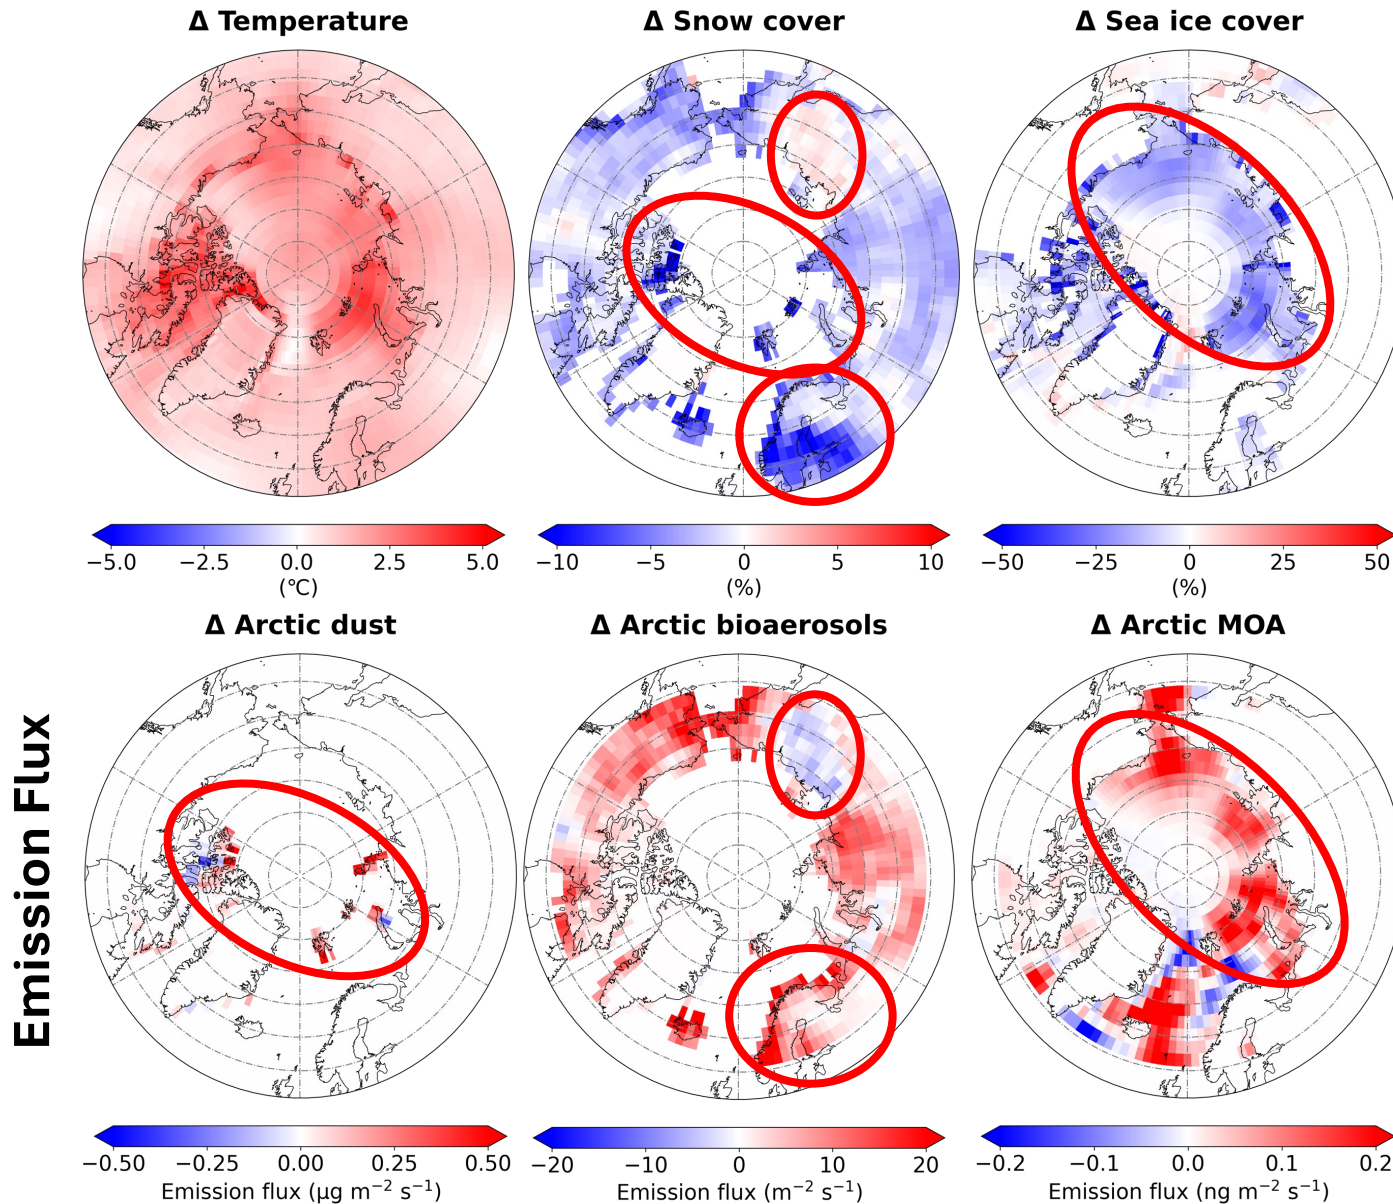 Δ Temperature
Δ Snow cover
Δ Sea ice cover
−5.0 −2.5 0.0 2.5 5.0
(°C)
−10 −5 0 5 10
(%)
−50 −25 0 25 50
(%)
Emission Flux
Δ Arctic dust
Δ Arctic bioaerosols
Δ Arctic MOA
−0.50 −0.25 0.00 0.25 0.50
Emission flux (µg m⁻² s⁻¹)
−20 −10 0 10 20
Emission flux (m⁻² s⁻¹)
−0.2 −0.1 0.0 0.1 0.2
Emission flux (ng m⁻² s⁻¹)